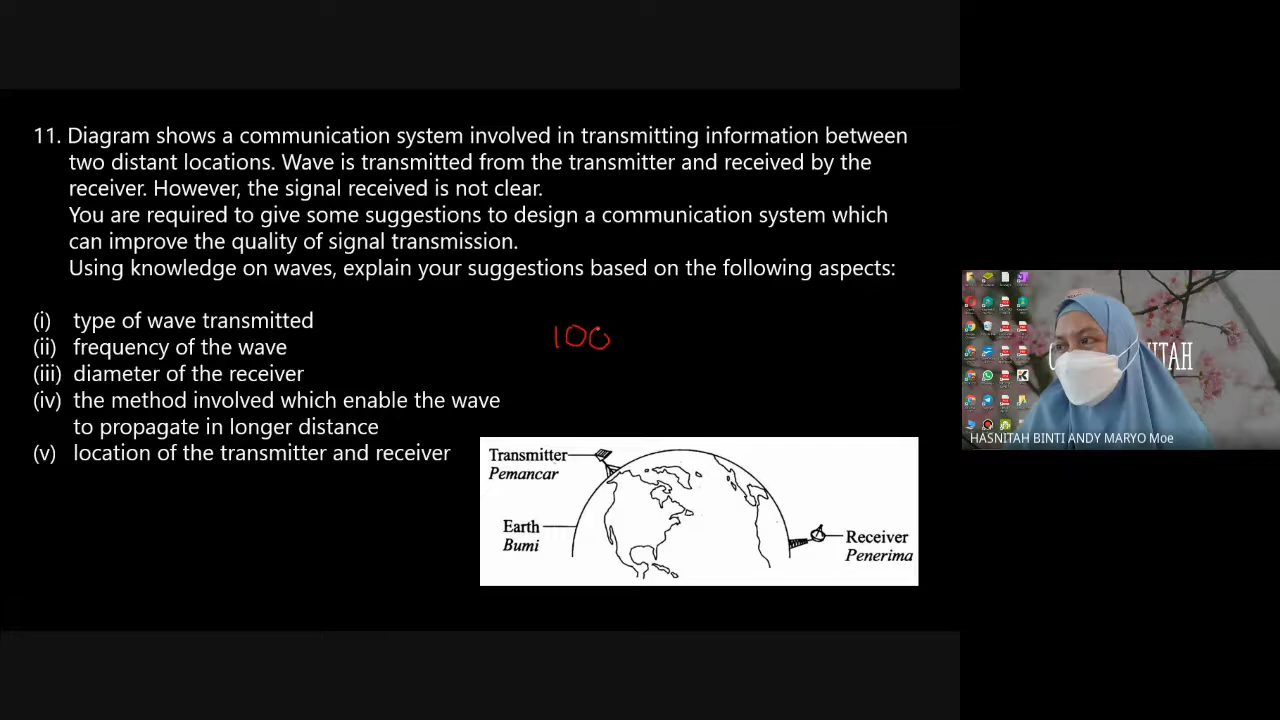 11. Diagram shows a communication system involved in transmitting information between
two distant locations. Wave is transmitted from the transmitter and received by the
receiver. However, the signal received is not clear.
You are required to give some suggestions to design a communication system which
can improve the quality of signal transmission.
Using knowledge on waves, explain your suggestions based on the following aspects:
(i) type of wave transmitted
(ii) frequency of the wave
(iii) diameter of the receiver
(iv) the method involved which enable the wave
to propagate in longer distance
(v) location of the transmitter and receiver
100
Transmitter
Pemancar
Earth
Bumi
Receiver
Penerima
ITAH
HASNITAH BINTI ANDY MARYO Moe